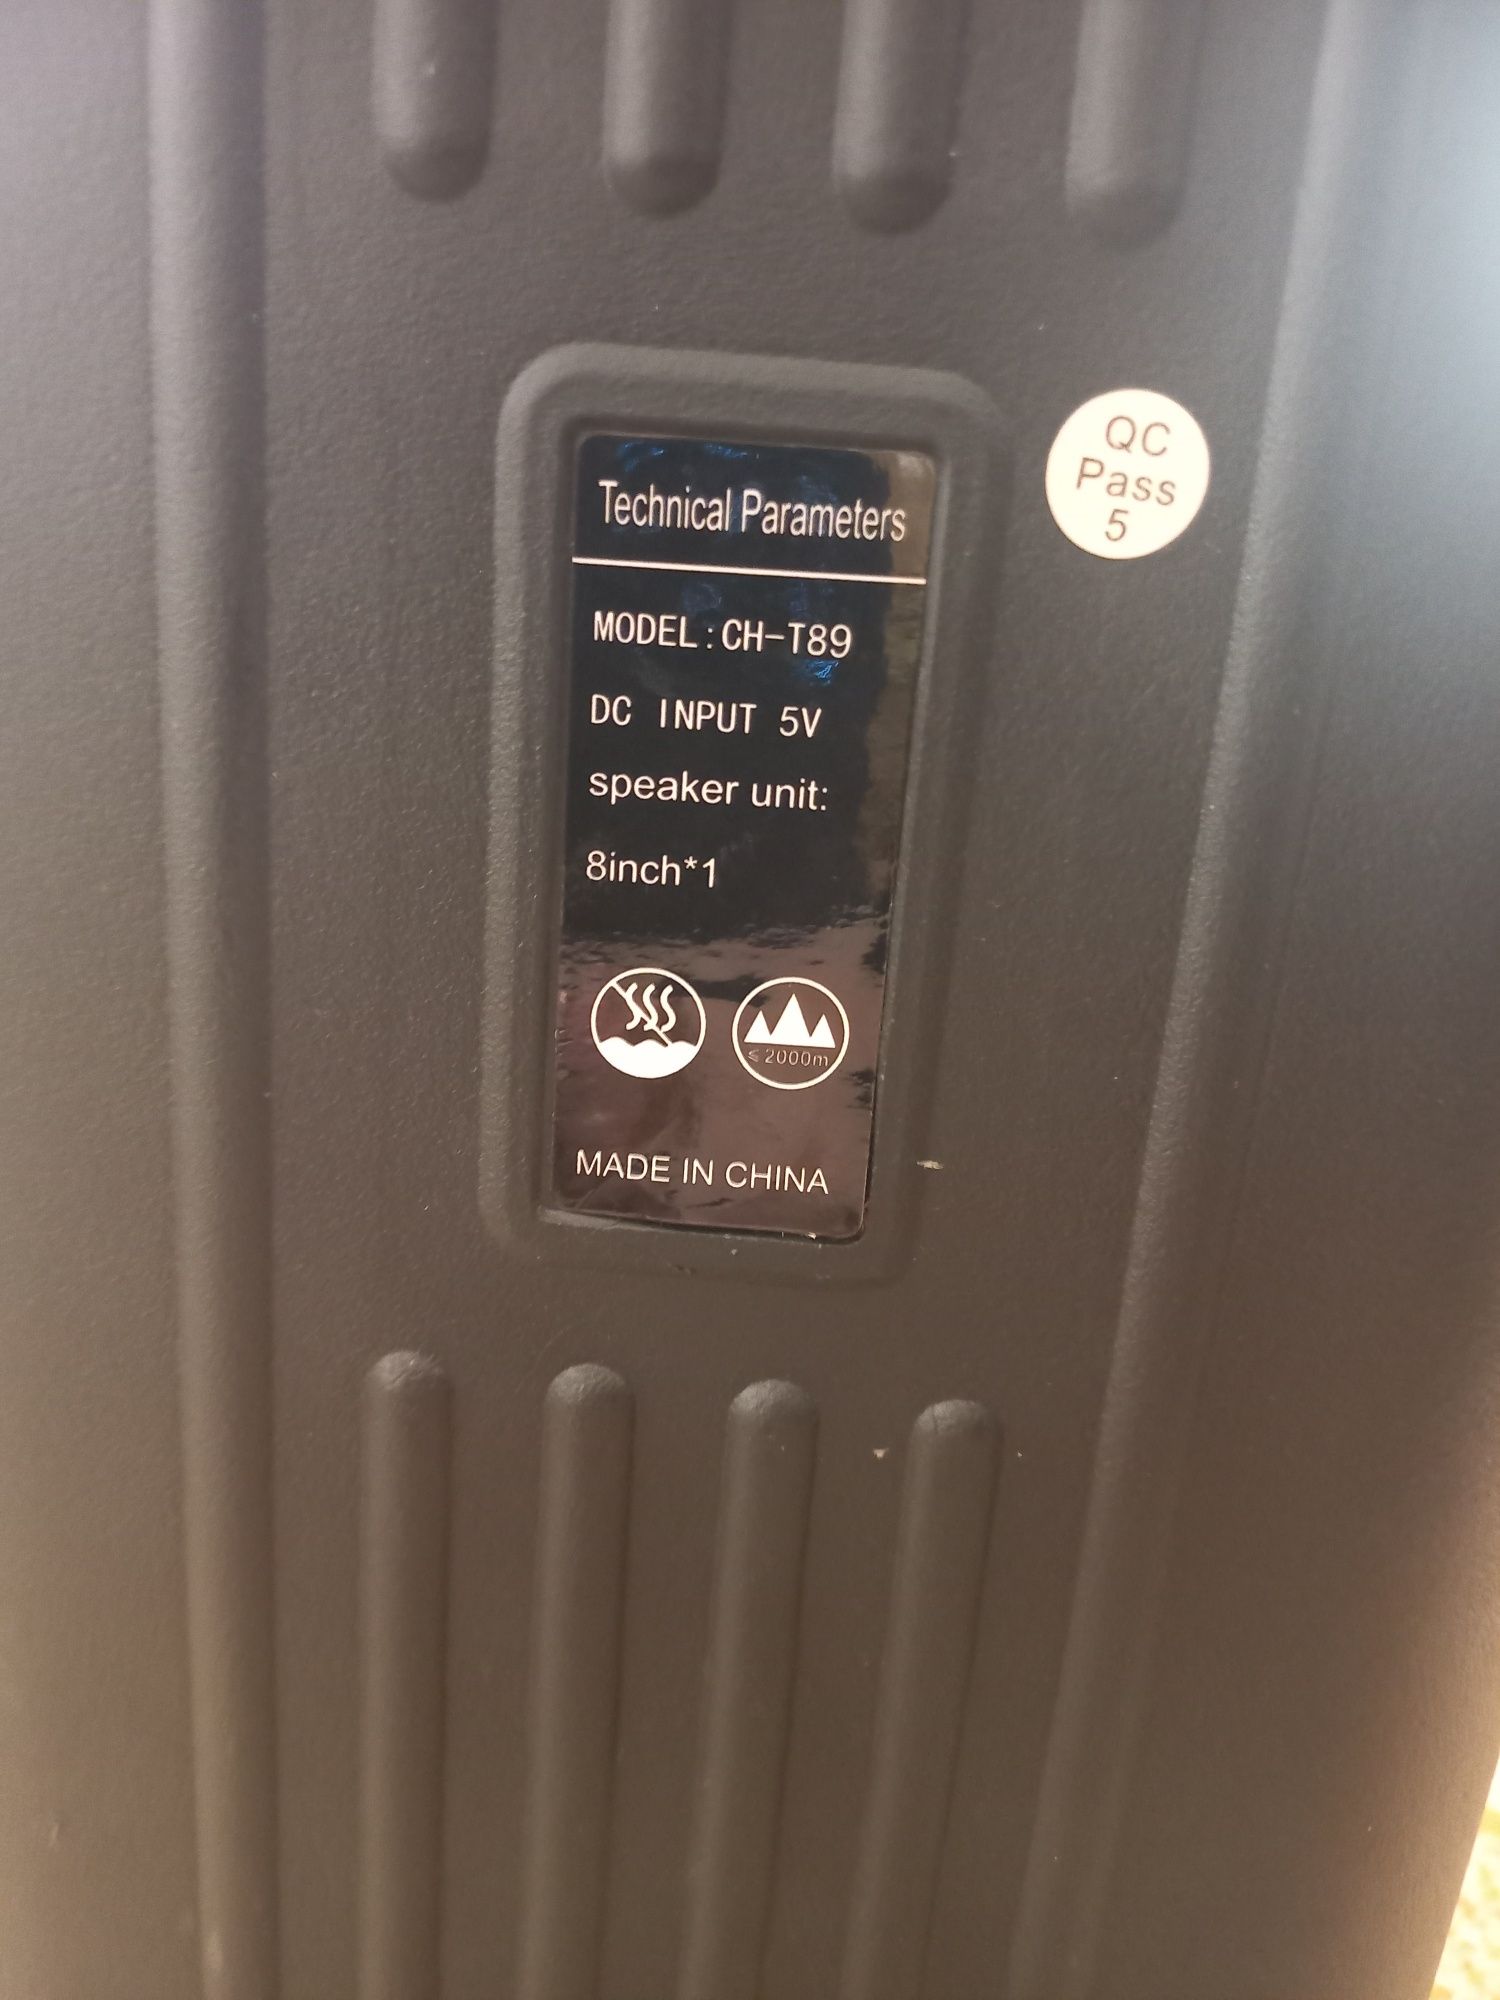 Technical Parameters
MODEL:CH-T89
DC INPUT 5V
speaker unit:
8inch*1
≤2000m
MADE IN CHINA
QC
Pass
5